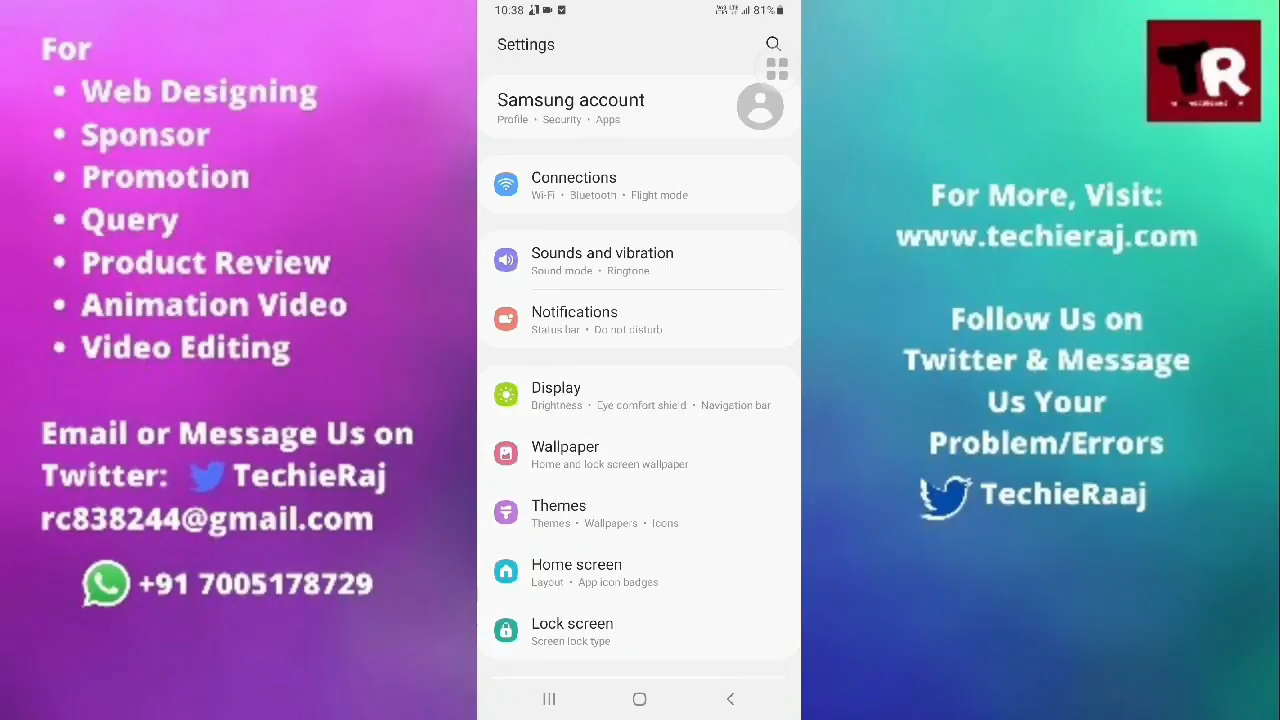 For
• Web Designing
• Sponsor
• Promotion
• Query
• Product Review
• Animation Video
• Video Editing
Email or Message Us on
Twitter: TechieRaj
rc838244@gmail.com
+91 7005178729
10:38
81%
Settings
Samsung account
Profile • Security • Apps
Connections
Wi-Fi • Bluetooth • Flight mode
Sounds and vibration
Sound mode • Ringtone
Notifications
Status bar • Do not disturb
Display
Brightness • Eye comfort shield • Navigation bar
Wallpaper
Home and lock screen wallpaper
Themes
Themes • Wallpapers • Icons
Home screen
Layout • App icon badges
Lock screen
Screen lock type
TR
For More, Visit:
www.techieraj.com
Follow Us on
Twitter & Message
Us Your
Problem/Errors
TechieRaaj